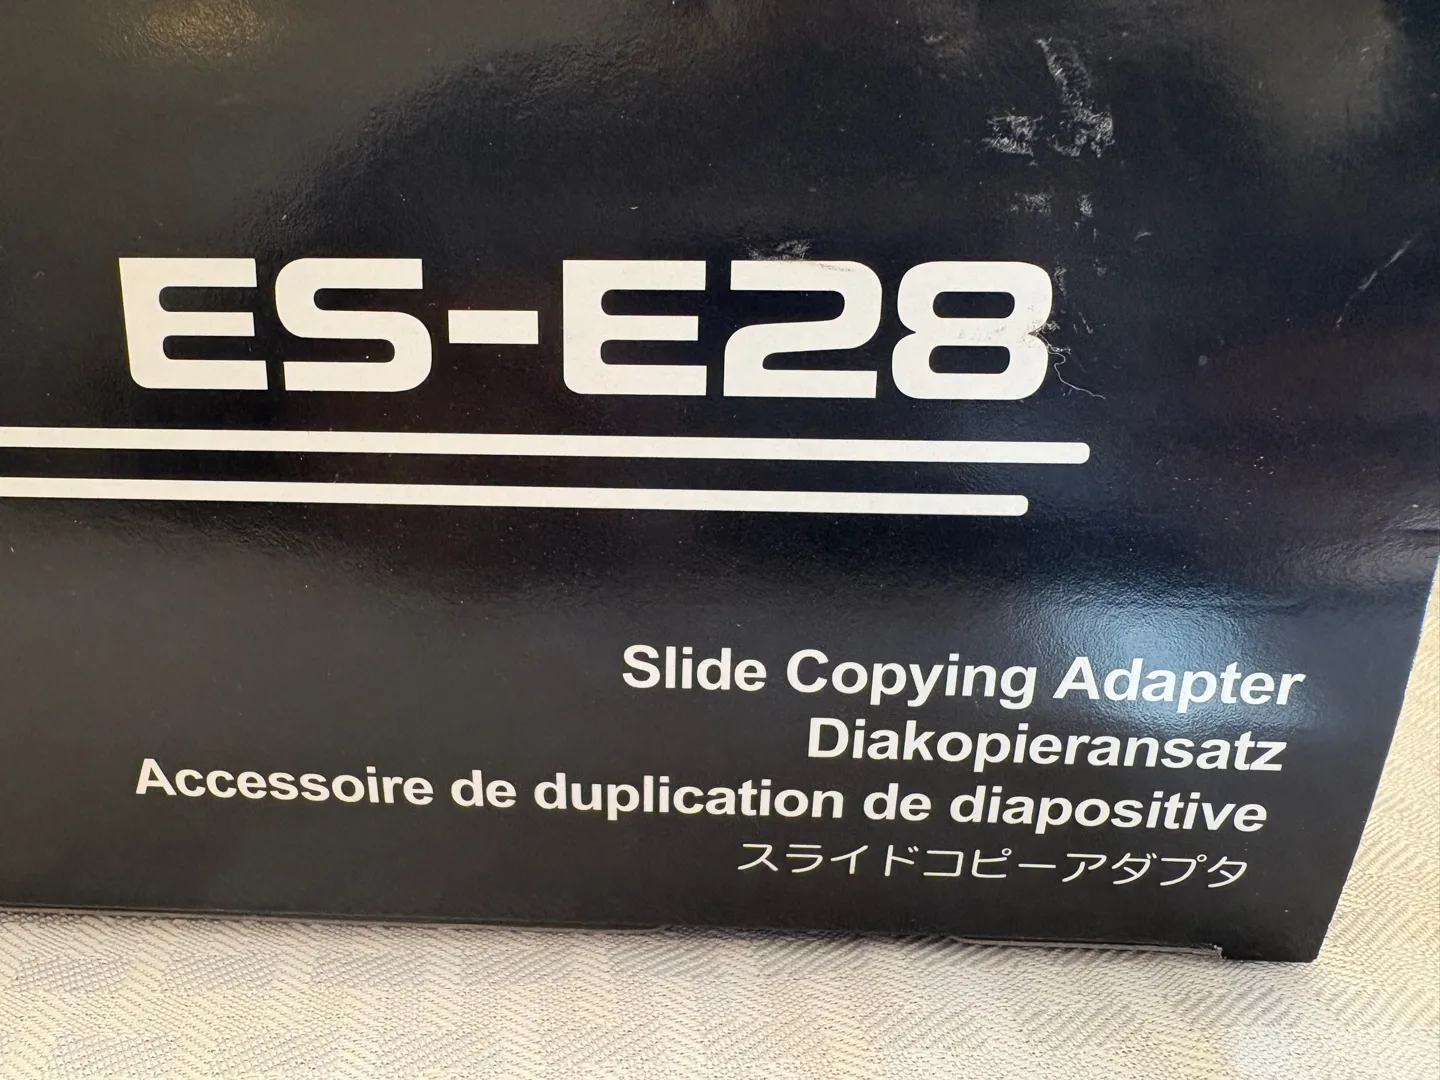 ES-E28
Slide Copying Adapter
Diakopieransatz
Accessoire de duplication de diapositive
スライドコピーアダプタ